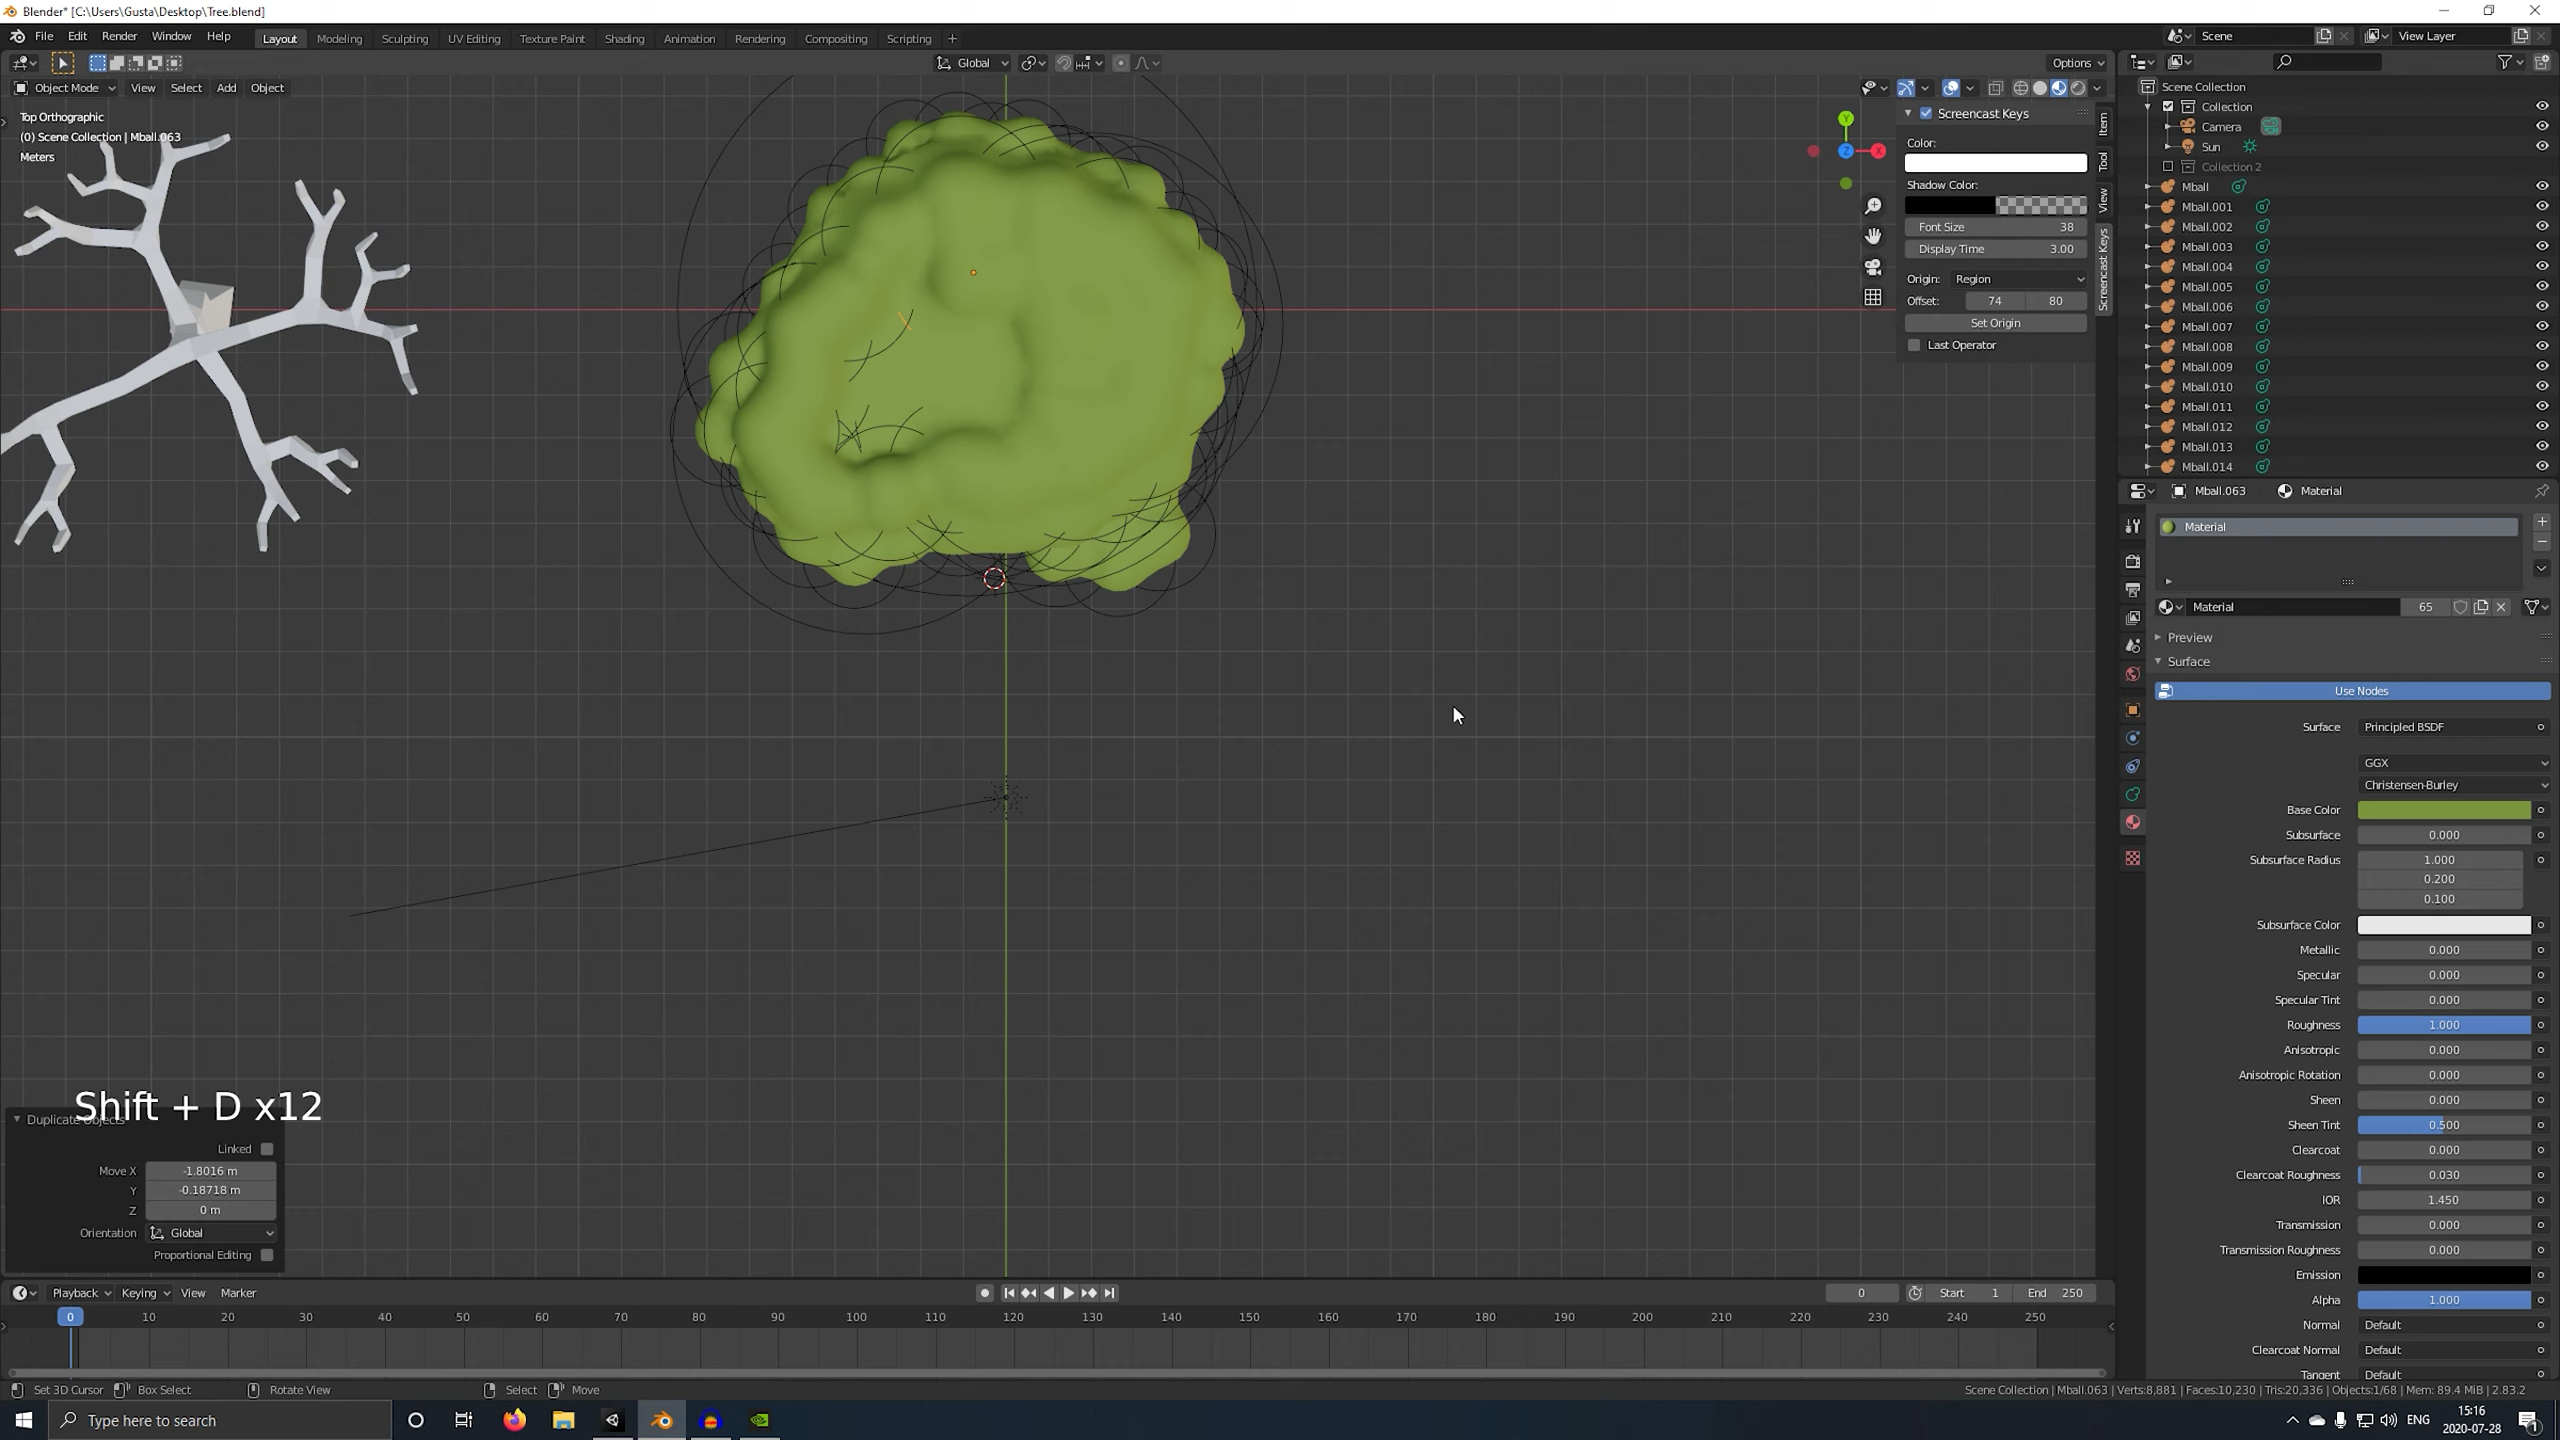 Blender* [C:\Users\Gusta\Desktop\Tree.blend]
File Edit Render Window Help
Layout Modeling Sculpting UV Editing Texture Paint Shading Animation Rendering Compositing Scripting +
Scene
View Layer
Global
Options
Object Mode View Select Add Object
Top Orthographic
(0) Scene Collection | Mball.063
Meters
Y
X
Z
Screencast Keys
Color:
Shadow Color:
Font Size 38
Display Time 3.00
Origin: Region
Offset: 74 80
Set Origin
Last Operator
Item
Tool
View
Screencast Keys
Scene Collection
Collection
Camera
Sun
Collection 2
Mball
Mball.001
Mball.002
Mball.003
Mball.004
Mball.005
Mball.006
Mball.007
Mball.008
Mball.009
Mball.010
Mball.011
Mball.012
Mball.013
Mball.014
Mball.063 Material
Material
Material 65
Preview
Surface
Use Nodes
Surface Principled BSDF
GGX
Christensen-Burley
Base Color
Subsurface 0.000
Subsurface Radius 1.000
0.200
0.100
Subsurface Color
Metallic 0.000
Specular 0.000
Specular Tint 0.000
Roughness 1.000
Anisotropic 0.000
Anisotropic Rotation 0.000
Sheen 0.000
Sheen Tint 0.500
Clearcoat 0.000
Clearcoat Roughness 0.030
IOR 1.450
Transmission 0.000
Transmission Roughness 0.000
Emission
Alpha 1.000
Normal Default
Clearcoat Normal Default
Tangent Default
Shift + D x12
Duplicate Objects
Linked
Move X -1.8016 m
Y -0.18718 m
Z 0 m
Orientation Global
Proportional Editing
Playback Keying View Marker
0 Start 1 End 250
0 10 20 30 40 50 60 70 80 90 100 110 120 130 140 150 160 170 180 190 200 210 220 230 240 250
Set 3D Cursor Box Select Rotate View Select Move
Scene Collection | Mball.063 | Verts:8,881 | Faces:10,230 | Tris:20,336 | Objects:1/68 | Mem: 89.4 MiB | 2.83.2
Type here to search
ENG
15:16
2020-07-28
1